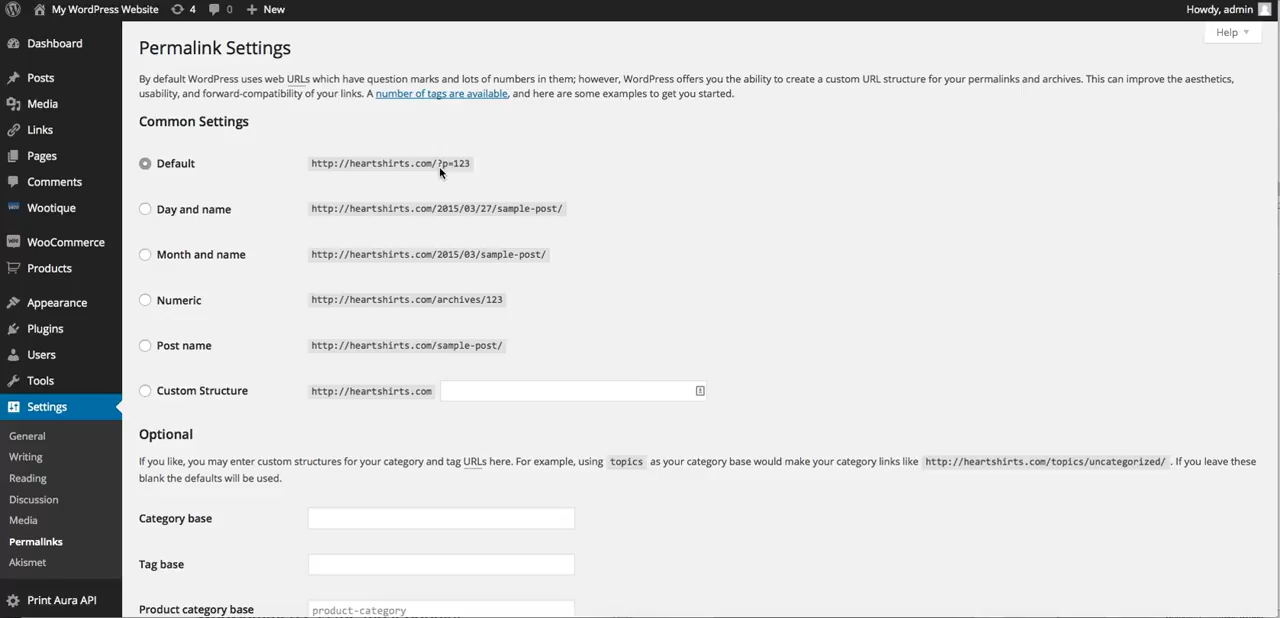 My WordPress Website 4 0 New Howdy, admin
Help
Dashboard
Posts
Media
Links
Pages
Comments
Wootique
WooCommerce
Products
Appearance
Plugins
Users
Tools
Settings
General
Writing
Reading
Discussion
Media
Permalinks
Akismet
Print Aura API
Permalink Settings
By default WordPress uses web URLs which have question marks and lots of numbers in them; however, WordPress offers you the ability to create a custom URL structure for your permalinks and archives. This can improve the aesthetics,
usability, and forward-compatibility of your links. A number of tags are available, and here are some examples to get you started.
Common Settings
Default http://heartshirts.com/?p=123
Day and name http://heartshirts.com/2015/03/27/sample-post/
Month and name http://heartshirts.com/2015/03/sample-post/
Numeric http://heartshirts.com/archives/123
Post name http://heartshirts.com/sample-post/
Custom Structure http://heartshirts.com
Optional
If you like, you may enter custom structures for your category and tag URLs here. For example, using topics as your category base would make your category links like http://heartshirts.com/topics/uncategorized/ . If you leave these
blank the defaults will be used.
Category base
Tag base
Product category base product-category